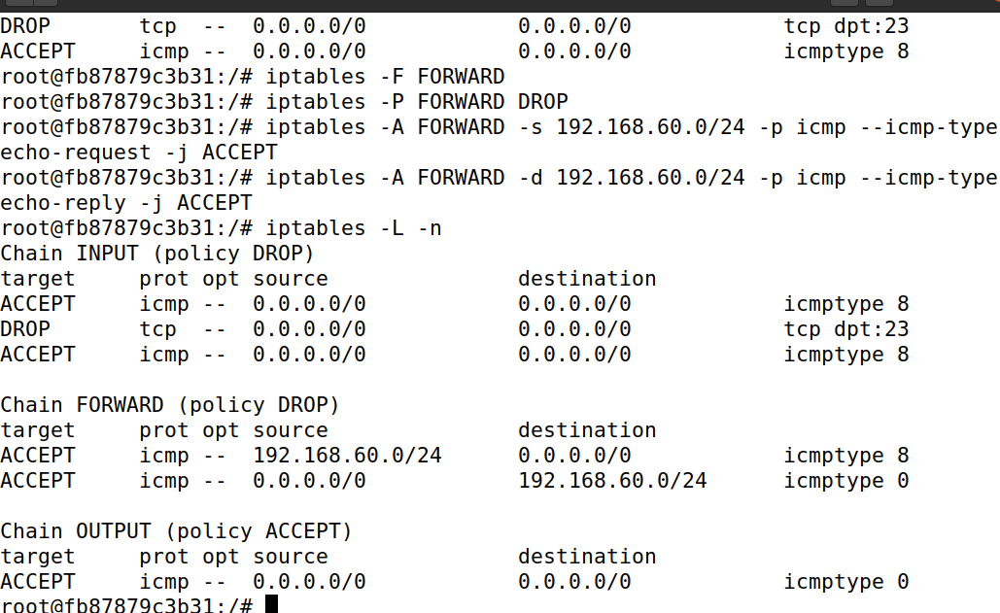 DROP       tcp  --  0.0.0.0/0            0.0.0.0/0            tcp dpt:23
ACCEPT     icmp --  0.0.0.0/0            0.0.0.0/0            icmptype 8
root@fb87879c3b31:/# iptables -F FORWARD
root@fb87879c3b31:/# iptables -P FORWARD DROP
root@fb87879c3b31:/# iptables -A FORWARD -s 192.168.60.0/24 -p icmp --icmp-type
echo-request -j ACCEPT
root@fb87879c3b31:/# iptables -A FORWARD -d 192.168.60.0/24 -p icmp --icmp-type
echo-reply -j ACCEPT
root@fb87879c3b31:/# iptables -L -n
Chain INPUT (policy DROP)
target     prot opt source               destination
ACCEPT     icmp --  0.0.0.0/0            0.0.0.0/0            icmptype 8
DROP       tcp  --  0.0.0.0/0            0.0.0.0/0            tcp dpt:23
ACCEPT     icmp --  0.0.0.0/0            0.0.0.0/0            icmptype 8

Chain FORWARD (policy DROP)
target     prot opt source               destination
ACCEPT     icmp --  192.168.60.0/24      0.0.0.0/0            icmptype 8
ACCEPT     icmp --  0.0.0.0/0            192.168.60.0/24      icmptype 0

Chain OUTPUT (policy ACCEPT)
target     prot opt source               destination
ACCEPT     icmp --  0.0.0.0/0            0.0.0.0/0            icmptype 0
root@fb87879c3b31:/#